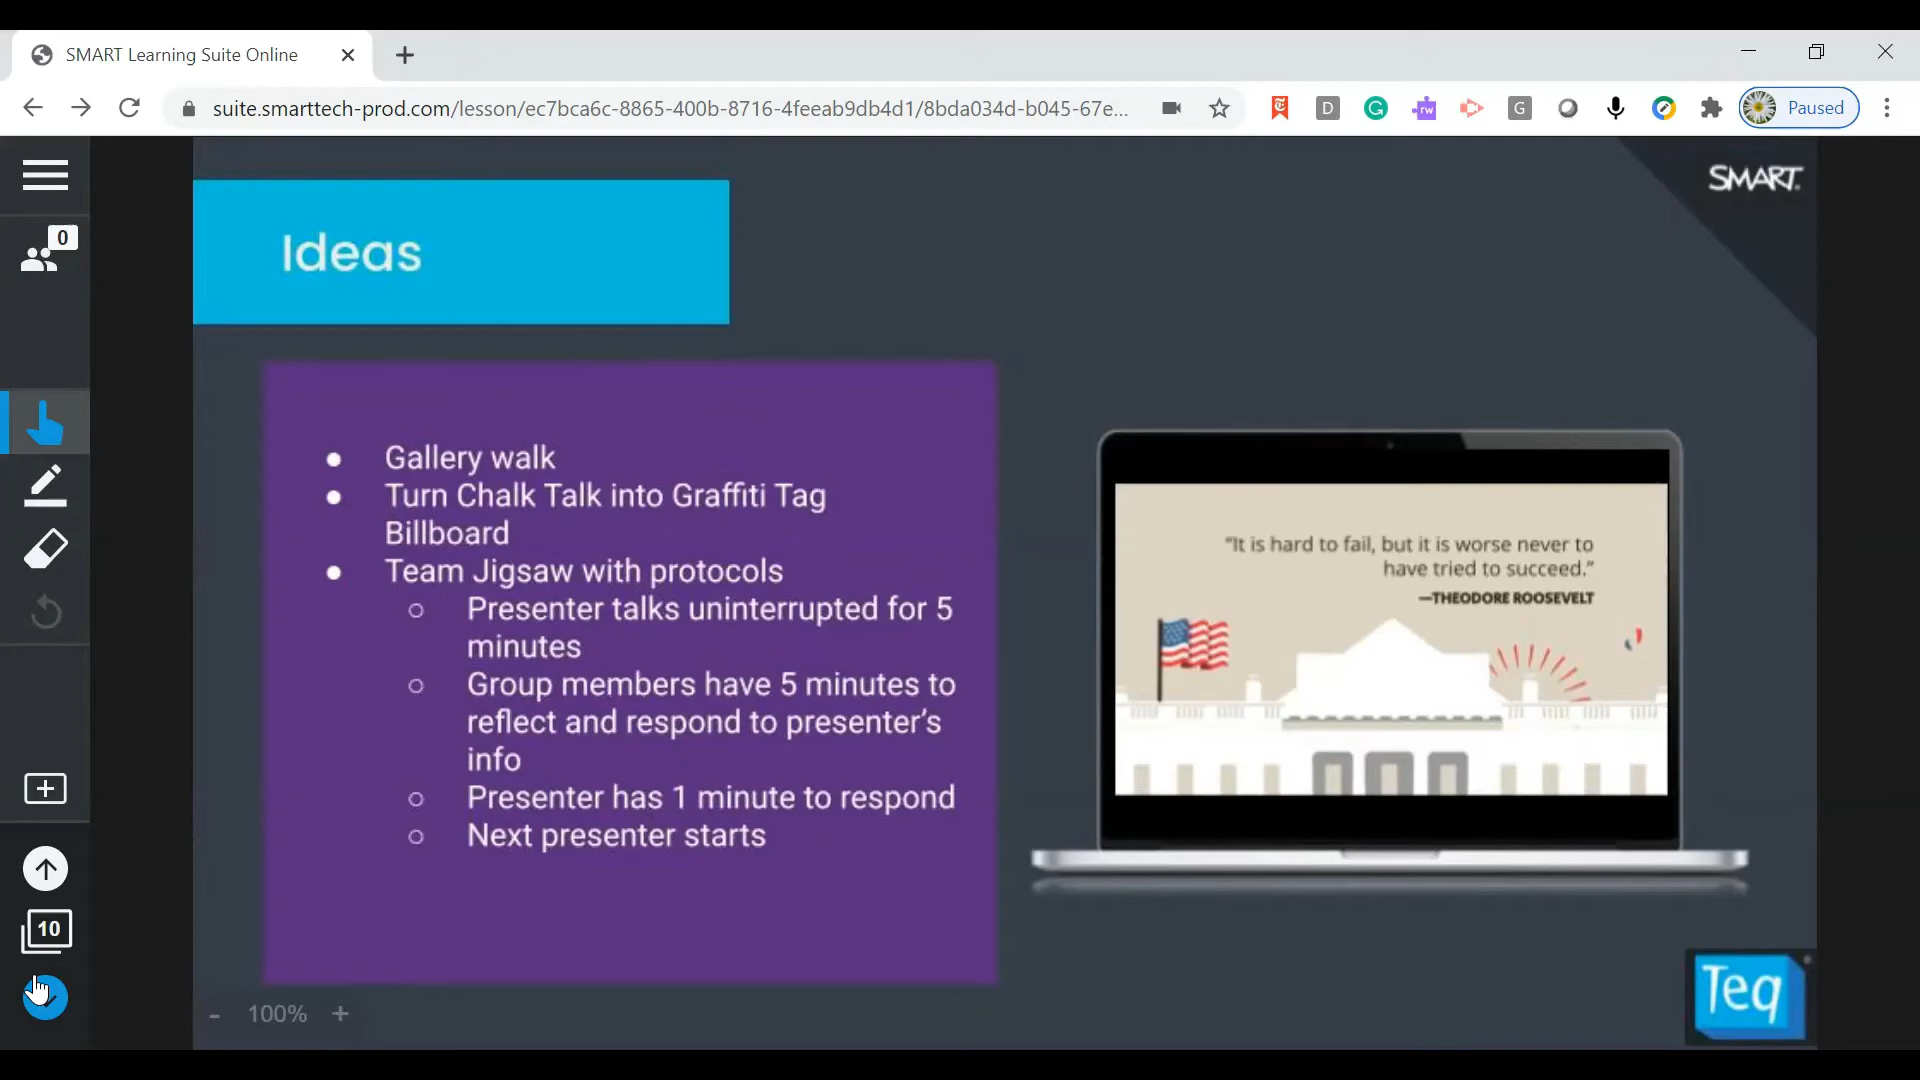 SMART Learning Suite Online
suite.smarttech-prod.com/lesson/ec7bca6c-8865-400b-8716-4feeab9db4d1/8bda034d-b045-67e...
D
G
rw
G
Paused
0
SMART
Ideas
Gallery walk
Turn Chalk Talk into Graffiti Tag
Billboard
Team Jigsaw with protocols
Presenter talks uninterrupted for 5
minutes
Group members have 5 minutes to
reflect and respond to presenter's
info
Presenter has 1 minute to respond
Next presenter starts
"It is hard to fail, but it is worse never to
have tried to succeed."
—THEODORE ROOSEVELT
10
- 100% +
Teq